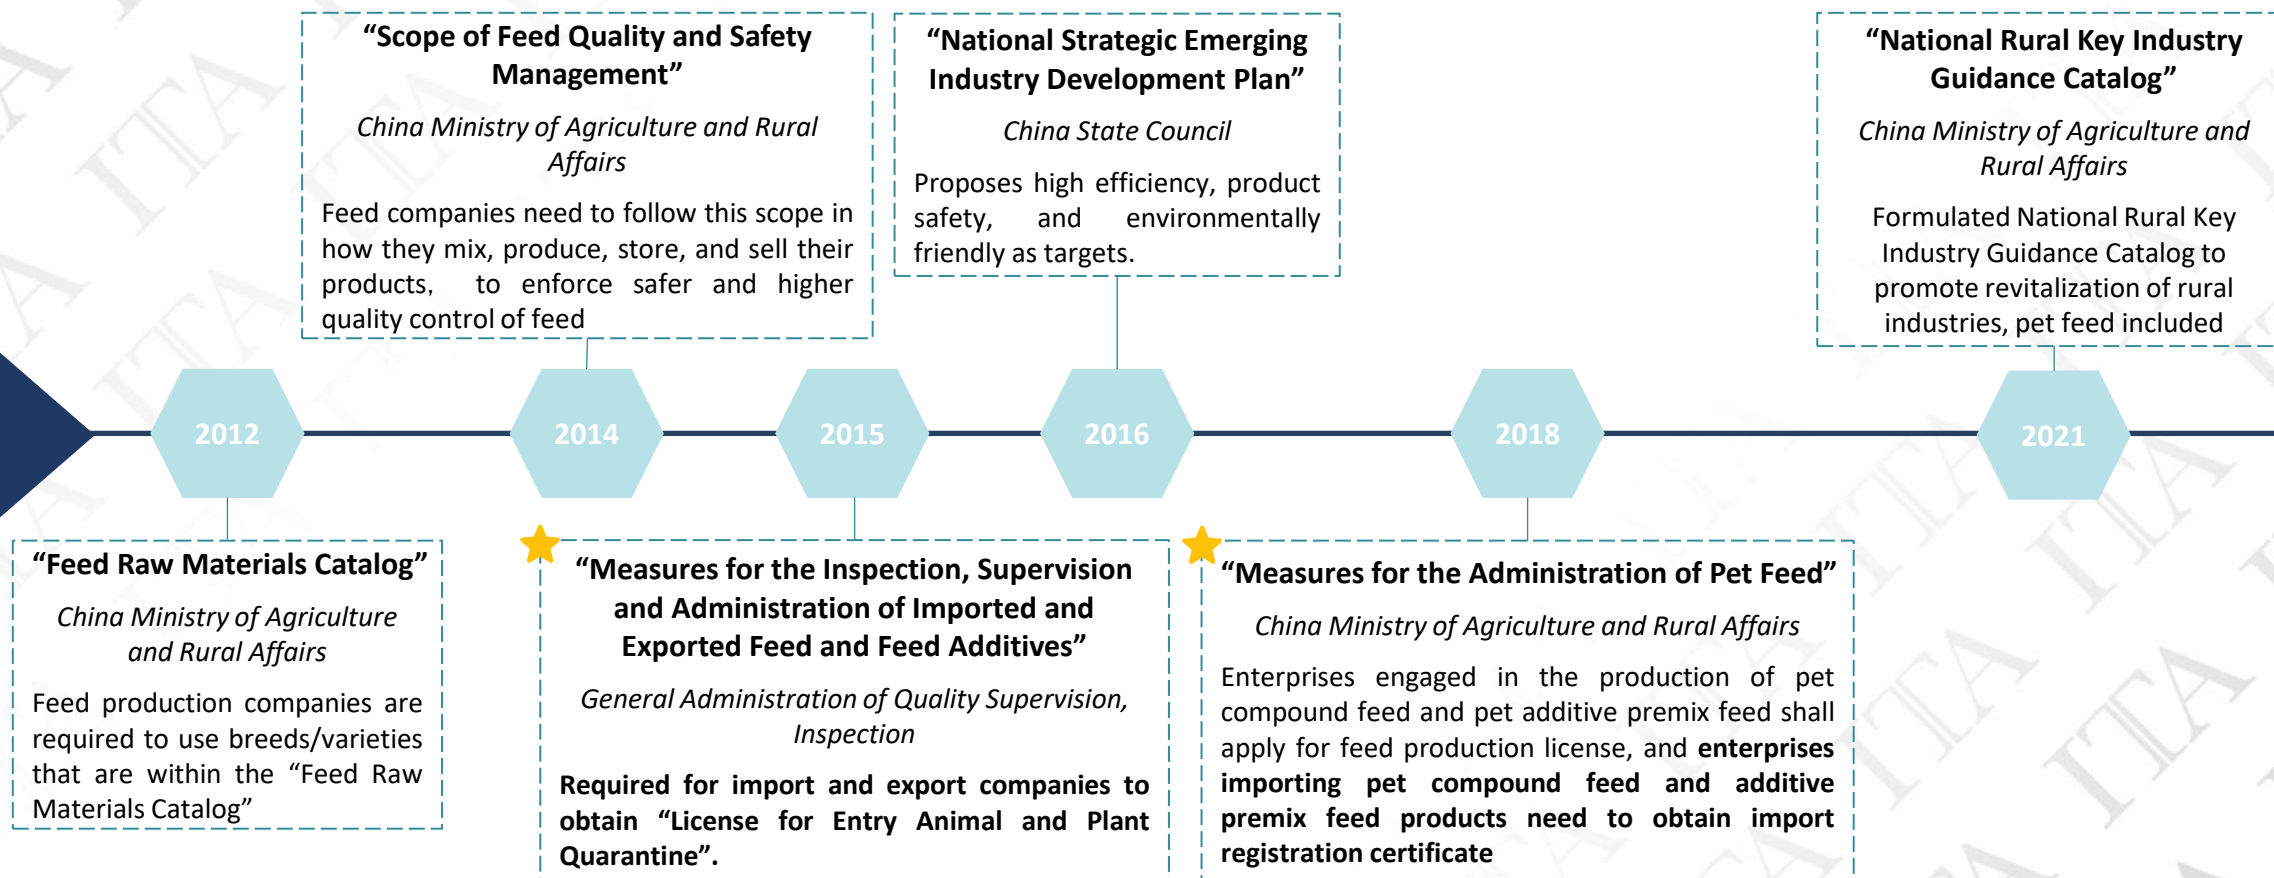 “Scope of Feed Quality and Safety
Management”
China Ministry of Agriculture and Rural
Affairs
Feed companies need to follow this scope in
how they mix, produce, store, and sell their
products, to enforce safer and higher
quality control of feed
“National Strategic Emerging
Industry Development Plan”
China State Council
Proposes high efficiency, product
safety, and environmentally
friendly as targets.
“National Rural Key Industry
Guidance Catalog”
China Ministry of Agriculture and
Rural Affairs
Formulated National Rural Key
Industry Guidance Catalog to
promote revitalization of rural
industries, pet feed included
2012
2014
2015
2016
2018
2021
“Feed Raw Materials Catalog”
China Ministry of Agriculture
and Rural Affairs
Feed production companies are
required to use breeds/varieties
that are within the “Feed Raw
Materials Catalog”
“Measures for the Inspection, Supervision
and Administration of Imported and
Exported Feed and Feed Additives”
General Administration of Quality Supervision,
Inspection
Required for import and export companies to
obtain “License for Entry Animal and Plant
Quarantine”.
“Measures for the Administration of Pet Feed”
China Ministry of Agriculture and Rural Affairs
Enterprises engaged in the production of pet
compound feed and pet additive premix feed shall
apply for feed production license, and enterprises
importing pet compound feed and additive
premix feed products need to obtain import
registration certificate
ITA